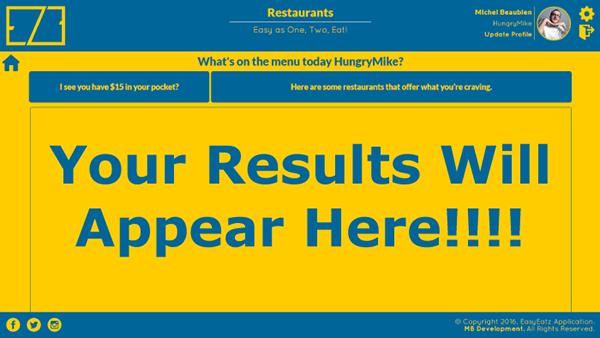 Restaurants
Easy as One, Two, Eat!
Michel Beaublen
HungryMike
Update Profile
What's on the menu today HungryMike?
I see you have $15 in your pocket?
Here are some restaurants that offer what you're craving.
Your Results Will
Appear Here!!!!
© Copyright 2016, EasyEatz Application.
MB Development. All Rights Reserved.